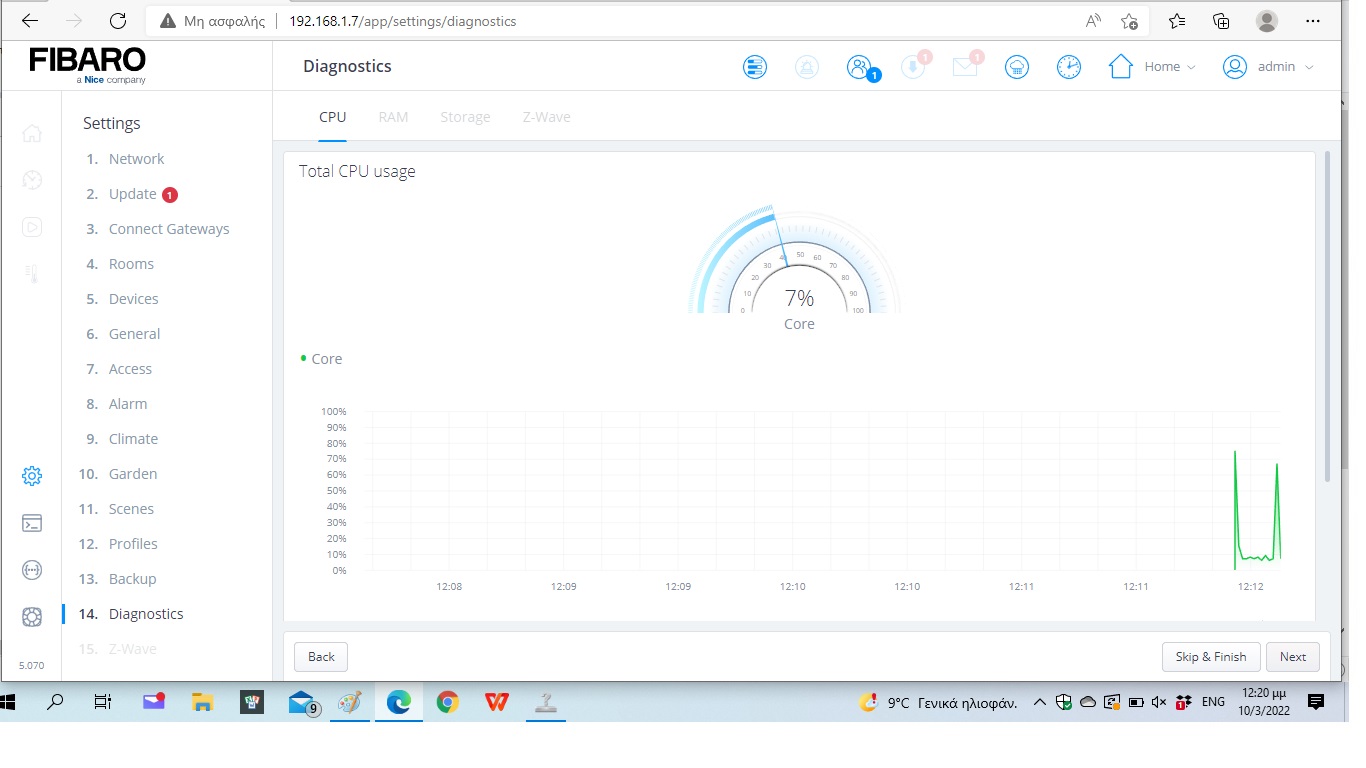 Μη ασφαλής
192.168.1.7/app/settings/diagnostics
FIBARO
a Nice company
Diagnostics
1
1
1
Home
admin
CPU
RAM
Storage
Z-Wave
Settings
1. Network
2. Update 1
3. Connect Gateways
4. Rooms
5. Devices
6. General
7. Access
8. Alarm
9. Climate
10. Garden
11. Scenes
12. Profiles
13. Backup
14. Diagnostics
15. Z-Wave
5.070
Total CPU usage
0 10 20 30 40 50 60 70 80 90 100
7%
Core
Core
100%
90%
80%
70%
60%
50%
40%
30%
20%
10%
0%
12:08 12:09 12:09 12:10 12:10 12:11 12:11 12:12
Back
Skip & Finish
Next
9
9°C Γενικά ηλιοφάν.
1
ENG
12:20 μμ
10/3/2022